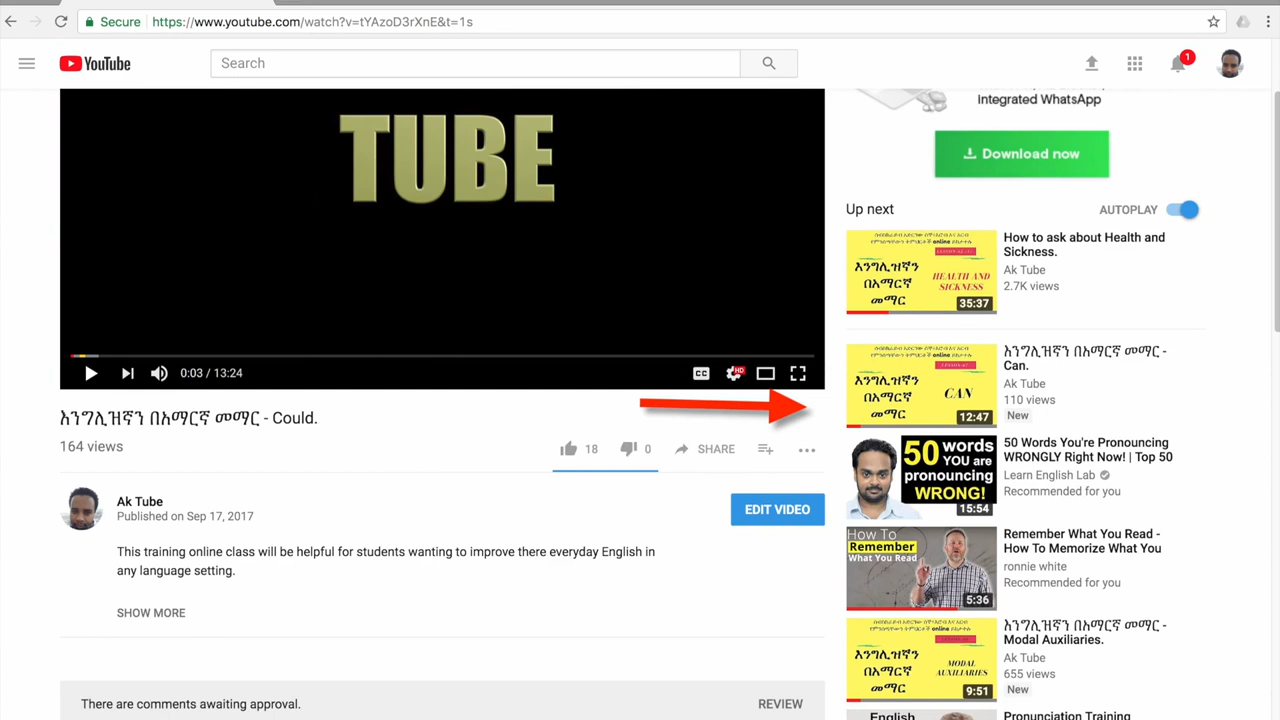 Secure
https://www.youtube.com/watch?v=tYAzoD3rXnE&t=1s
YouTube
Search
1
TUBE
0:03 / 13:24
CC
HD
እንግሊዝኛን በአማርኛ መማር - Could.
164 views
18
0
SHARE
Ak Tube
Published on Sep 17, 2017
EDIT VIDEO
This training online class will be helpful for students wanting to improve there everyday English in
any language setting.
SHOW MORE
There are comments awaiting approval.
REVIEW
integrated WhatsApp
Download now
Up next
AUTOPLAY
online
እንግሊዝኛን
በአማርኛ
መማር
HEALTH AND
SICKNESS
35:37
How to ask about Health and
Sickness.
Ak Tube
2.7K views
online
እንግሊዝኛን
በአማርኛ
መማር
CAN
12:47
እንግሊዝኛን በአማርኛ መማር -
Can.
Ak Tube
110 views
New
50 words
YOU are
pronouncing
WRONG!
15:54
50 Words You're Pronouncing
WRONGLY Right Now! | Top 50
Learn English Lab
Recommended for you
How To
Remember
What You Read
5:36
Remember What You Read -
How To Memorize What You
ronnie white
Recommended for you
online
እንግሊዝኛን
በአማርኛ
መማር
MODAL
AUXILIARIES
9:51
እንግሊዝኛን በአማርኛ መማር -
Modal Auxiliaries.
Ak Tube
655 views
New
English
Pronunciation Training